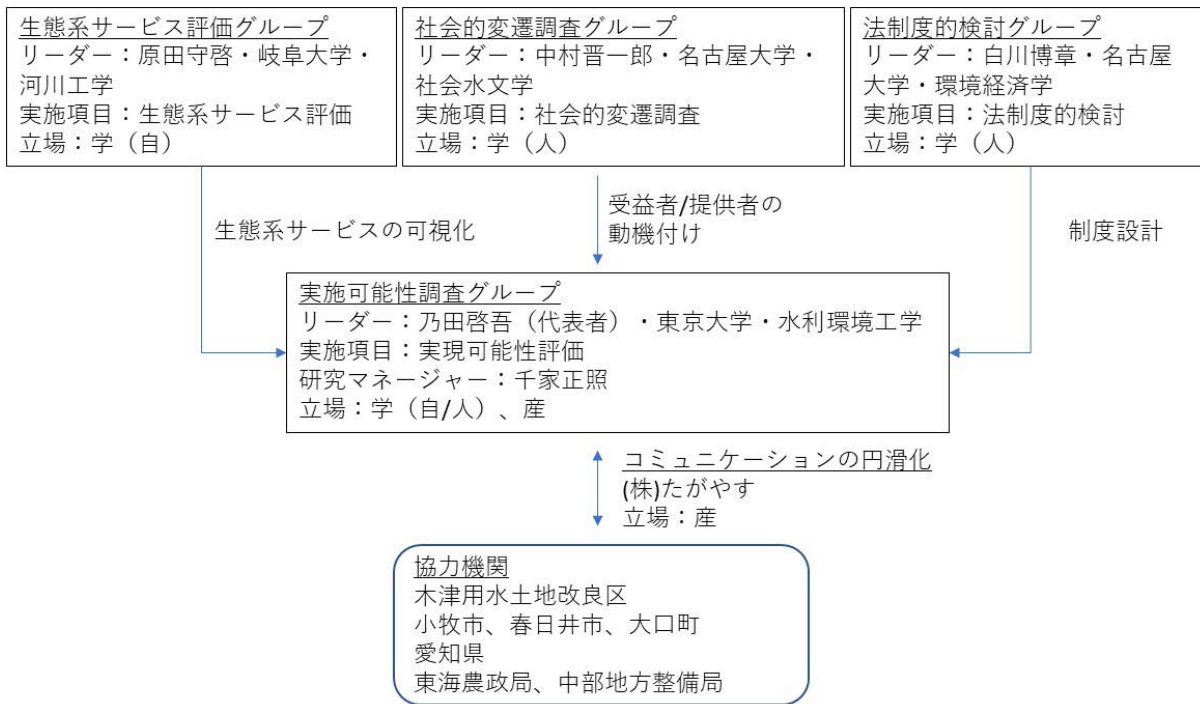 生態系サービス評価グループ
リーダー：原田守啓・岐阜大学・
河川工学
実施項目：生態系サービス評価
立場：学（自）
社会的変遷調査グループ
リーダー：中村晋一郎・名古屋大学・
社会水文学
実施項目：社会的変遷調査
立場：学（人）
法制度的検討グループ
リーダー：白川博章・名古屋
大学・環境経済学
実施項目：法制度的検討
立場：学（人）
生態系サービスの可視化
受益者/提供者の
動機付け
制度設計
実施可能性調査グループ
リーダー：乃田啓吾（代表者）・東京大学・水利環境工学
実施項目：実現可能性評価
研究マネージャー：千家正照
立場：学（自/人）、産
コミュニケーションの円滑化
(株)たがやす
立場：産
協力機関
木津用水土地改良区
小牧市、春日井市、大口町
愛知県
東海農政局、中部地方整備局